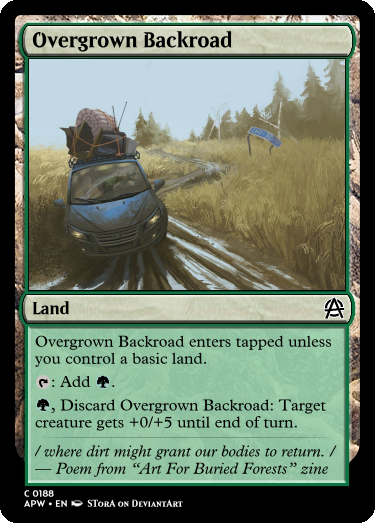 Overgrown Backroad
Land
Overgrown Backroad enters tapped unless
you control a basic land.
: Add .
, Discard Overgrown Backroad: Target
creature gets +0/+5 until end of turn.
/ where dirt might grant our bodies to return. /
— Poem from “Art For Buried Forests” zine
C 0188
APW • EN STorA on DeviantArt